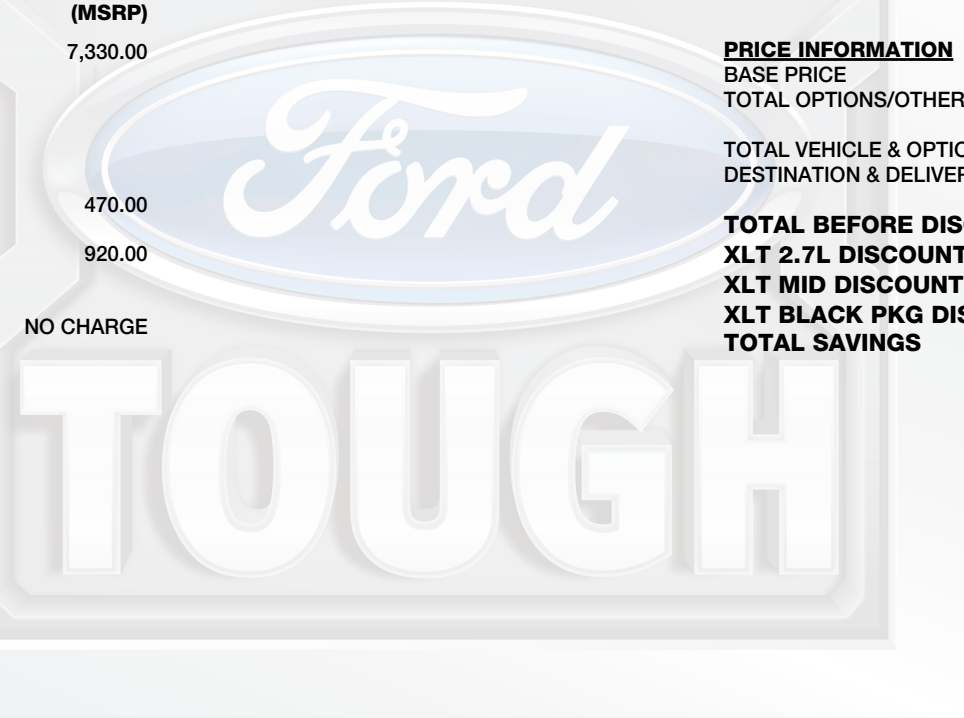 (MSRP)
7,330.00
470.00
920.00
NO CHARGE
PRICE INFORMATION
BASE PRICE
TOTAL OPTIONS/OTHER
TOTAL VEHICLE & OPTIO
DESTINATION & DELIVER
TOTAL BEFORE DIS
XLT 2.7L DISCOUNT
XLT MID DISCOUNT
XLT BLACK PKG DIS
TOTAL SAVINGS
Ford
TOUGH